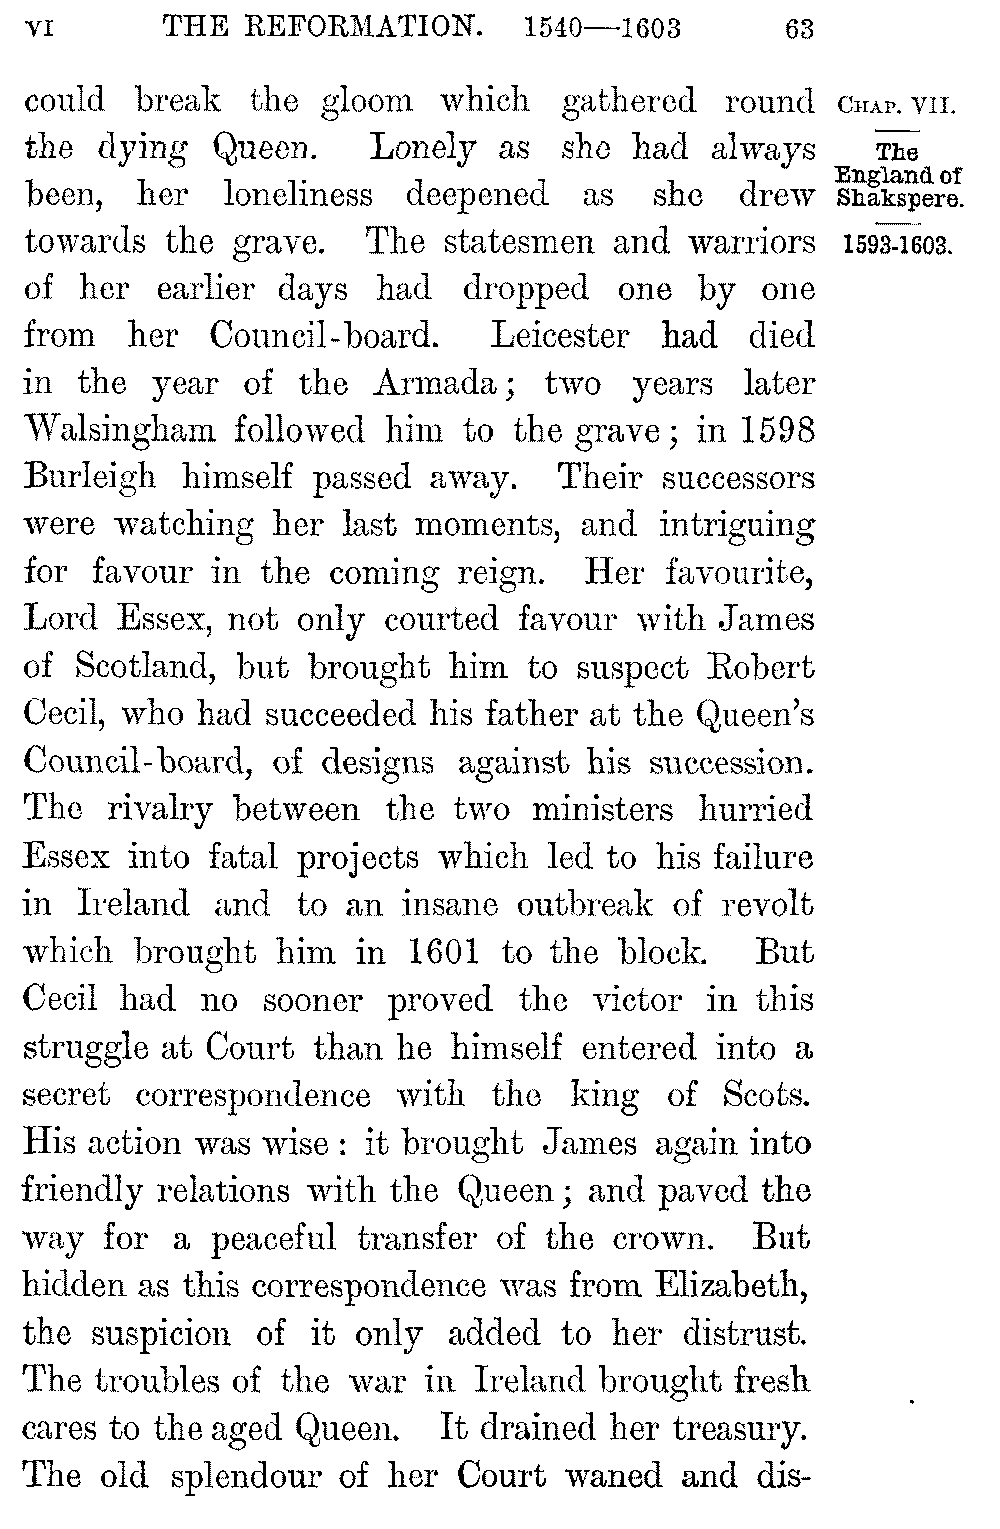 VI THE REFORMATION. 1540—1603 63
could break the gloom which gathered round
the dying Queen. Lonely as she had always
been, her loneliness deepened as she drew
towards the grave. The statesmen and warriors
of her earlier days had dropped one by one
from her Council-board. Leicester had died
in the year of the Armada; two years later
Walsingham followed him to the grave; in 1598
Burleigh himself passed away. Their successors
were watching her last moments, and intriguing
for favour in the coming reign. Her favourite,
Lord Essex, not only courted favour with James
of Scotland, but brought him to suspect Robert
Cecil, who had succeeded his father at the Queen's
Council-board, of designs against his succession.
The rivalry between the two ministers hurried
Essex into fatal projects which led to his failure
in Ireland and to an insane outbreak of revolt
which brought him in 1601 to the block. But
Cecil had no sooner proved the victor in this
struggle at Court than he himself entered into a
secret correspondence with the king of Scots.
His action was wise: it brought James again into
friendly relations with the Queen; and paved the
way for a peaceful transfer of the crown. But
hidden as this correspondence was from Elizabeth,
the suspicion of it only added to her distrust.
The troubles of the war in Ireland brought fresh
cares to the aged Queen. It drained her treasury.
The old splendour of her Court waned and dis-
CHAP. VII.
The
England of
Shakspere.
1593-1603.